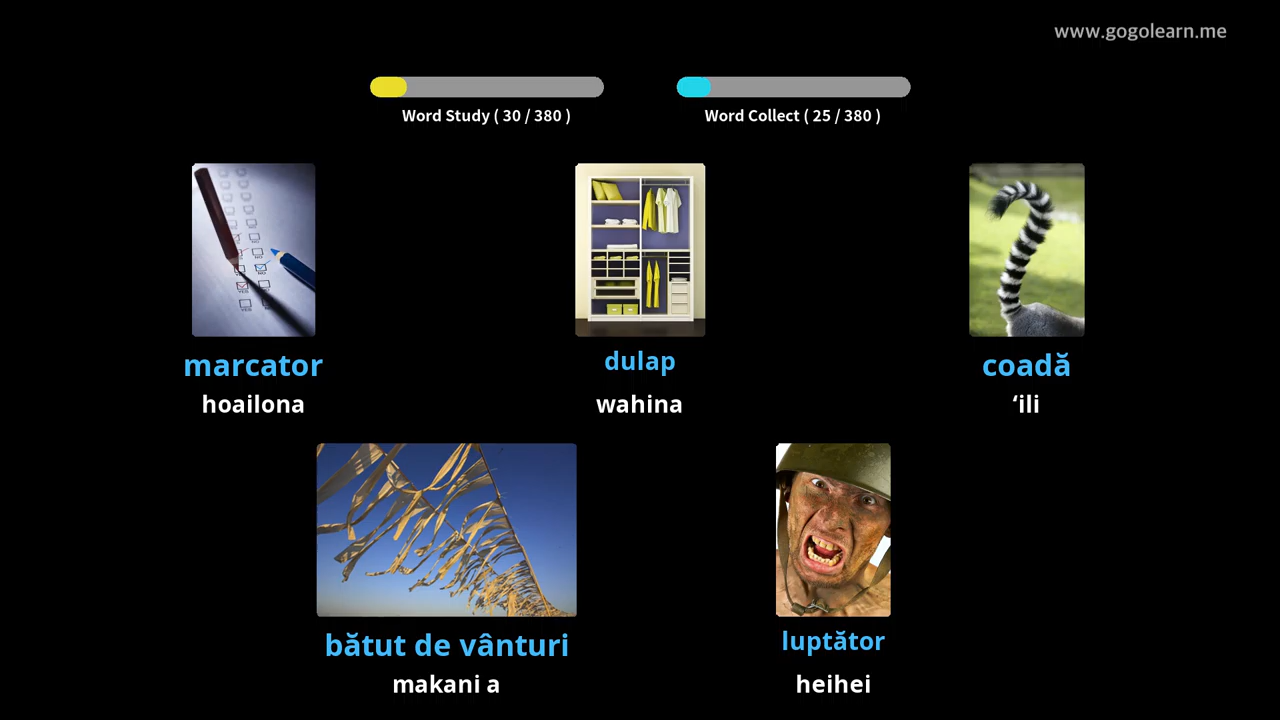 www.gogolearn.me
Word Study ( 30 / 380 )
Word Collect ( 25 / 380 )
marcator
hoailona
dulap
wahina
coadă
ʻili
bătut de vânturi
makani a
luptător
heihei